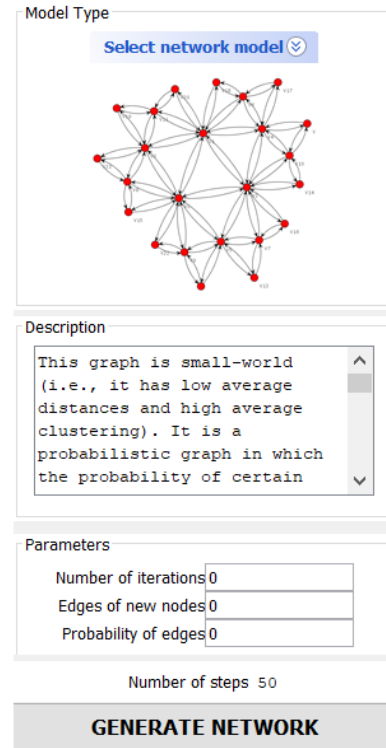 Model Type
Select network model
Description
This graph is small-world
(i.e., it has low average
distances and high average
clustering). It is a
probabilistic graph in which
the probability of certain
Parameters
Number of iterations 0
Edges of new nodes 0
Probability of edges 0
Number of steps 50
GENERATE NETWORK